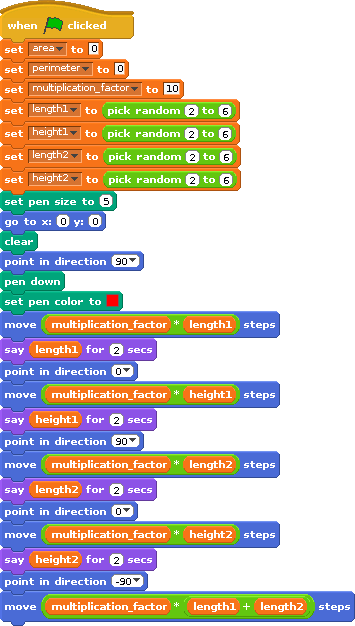 when clicked
set area to 0
set perimeter to 0
set multiplication_factor to 10
set length1 to pick random 2 to 6
set height1 to pick random 2 to 6
set length2 to pick random 2 to 6
set height2 to pick random 2 to 6
set pen size to 5
go to x: 0 y: 0
clear
point in direction 90
pen down
set pen color to
move multiplication_factor * length1 steps
say length1 for 2 secs
point in direction 0
move multiplication_factor * height1 steps
say height1 for 2 secs
point in direction 90
move multiplication_factor * length2 steps
say length2 for 2 secs
point in direction 0
move multiplication_factor * height2 steps
say height2 for 2 secs
point in direction -90
move multiplication_factor * length1 + length2 steps